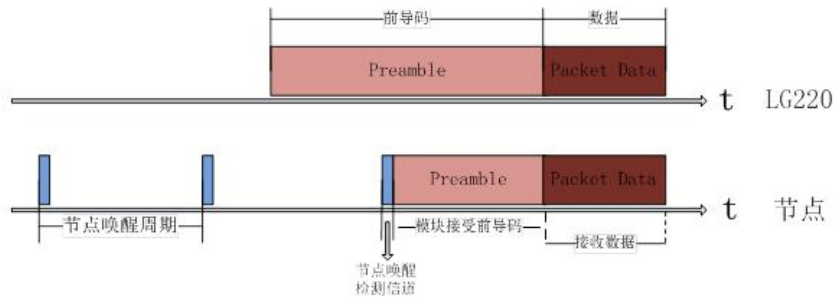 前导码
数据
Preamble
Packet Data
t
LG220
Preamble
Packet Data
t
节点
节点唤醒周期
模块接受前导码
接收数据
节点唤醒
检测信道